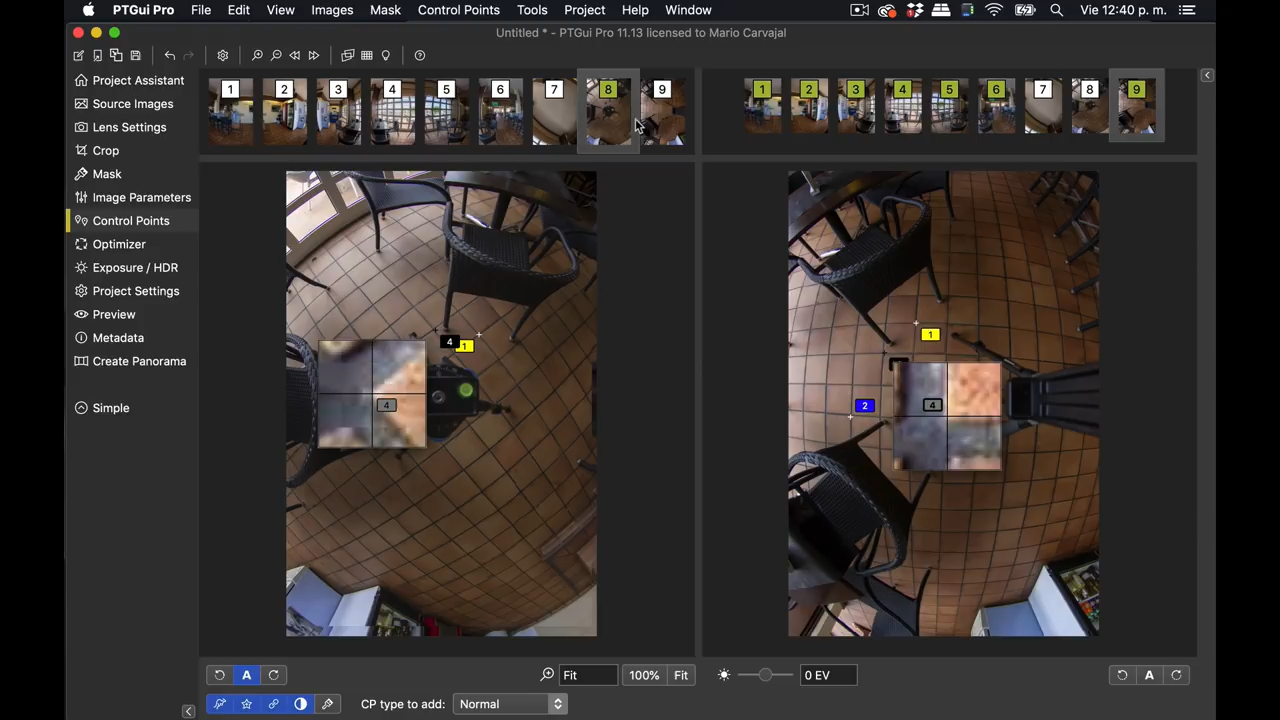 PTGui Pro File Edit View Images Mask Control Points Tools Project Help Window Vie 12:40 p. m.
Untitled * - PTGui Pro 11.13 licensed to Mario Carvajal
Project Assistant
Source Images
Lens Settings
Crop
Mask
Image Parameters
Control Points
Optimizer
Exposure / HDR
Project Settings
Preview
Metadata
Create Panorama
Simple
1 2 3 4 5 6 7 8 9
1 2 3 4 5 6 7 8 9
4 1
4
1
2 4
A Fit 100% Fit 0 EV A
CP type to add: Normal